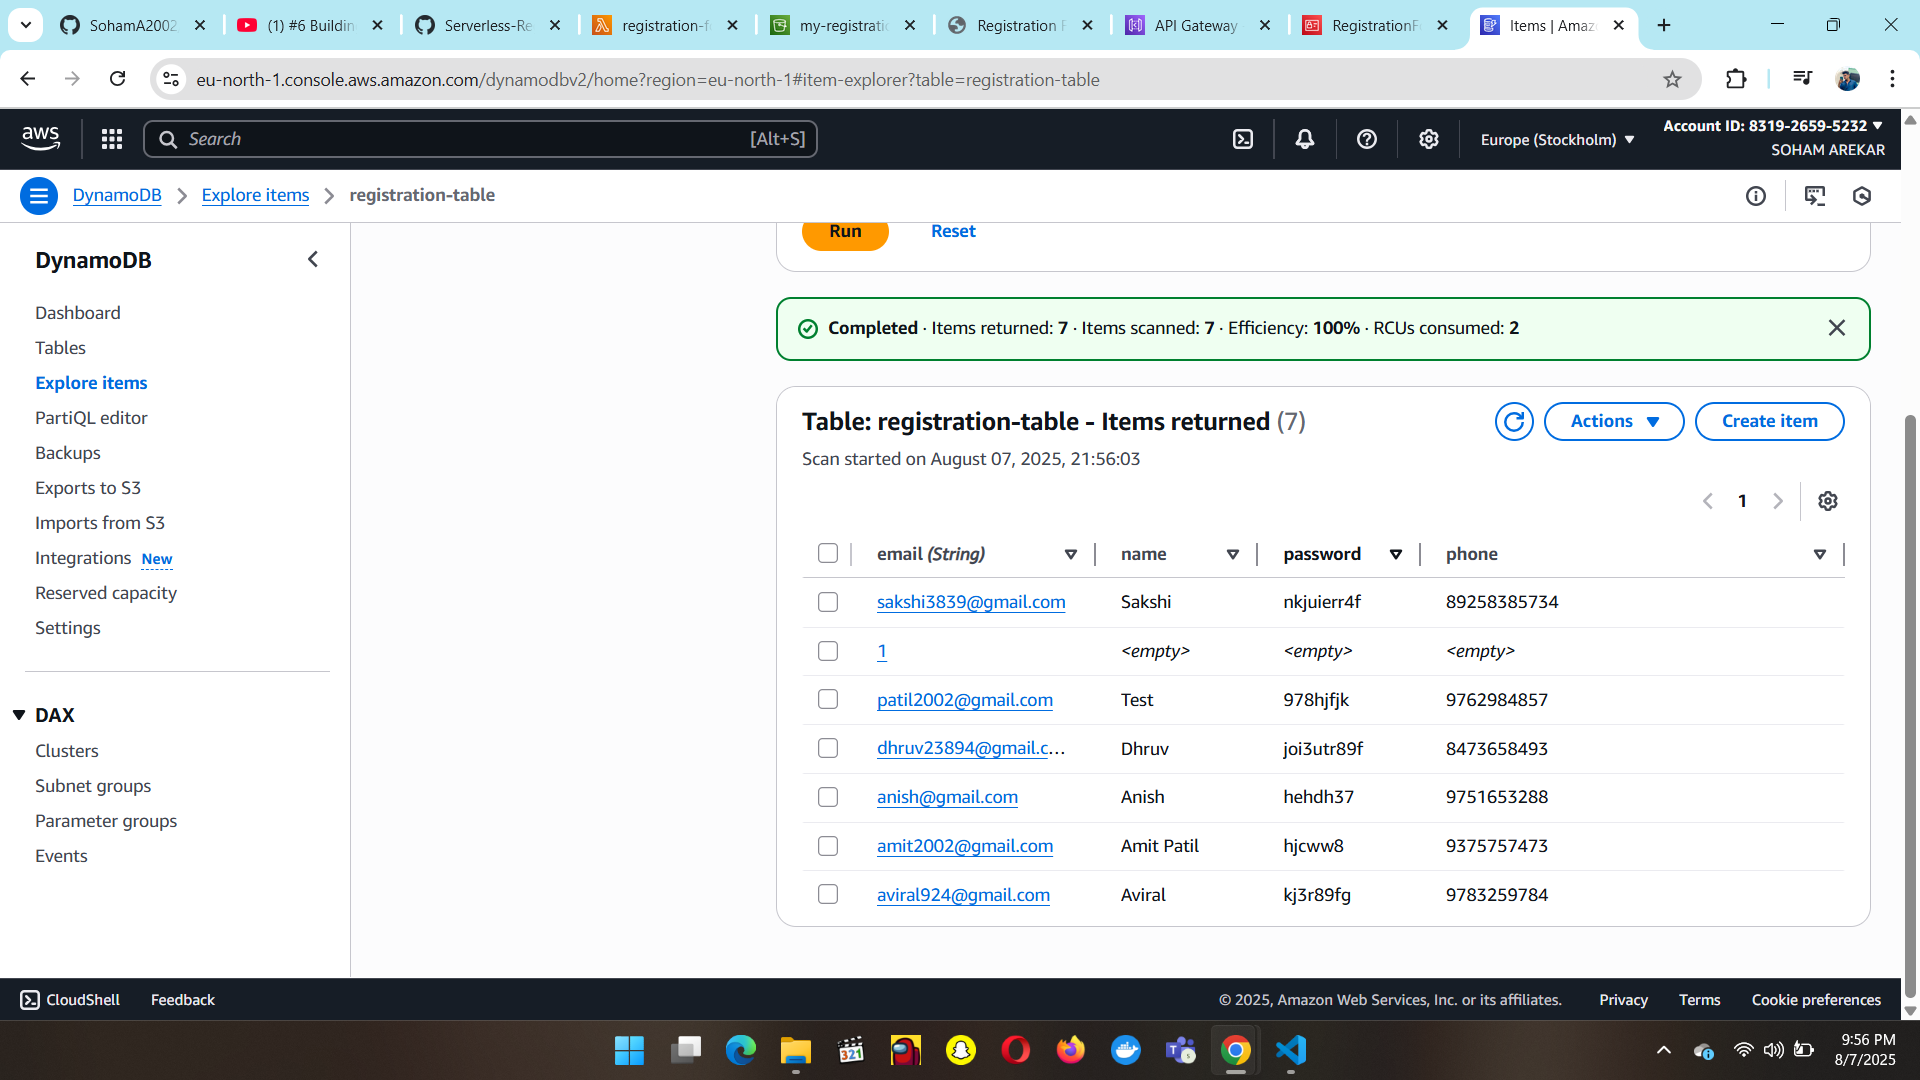 SohamA2002
(1) #6 Buildin
Serverless-Re
registration-f
my-registratio
Registration F
API Gateway
RegistrationFo
Items | Amaz
eu-north-1.console.aws.amazon.com/dynamodbv2/home?region=eu-north-1#item-explorer?table=registration-table
aws
Search
[Alt+S]
Europe (Stockholm)
Account ID: 8319-2659-5232
SOHAM AREKAR
DynamoDB
Explore items
registration-table
DynamoDB
Dashboard
Tables
Explore items
PartiQL editor
Backups
Exports to S3
Imports from S3
Integrations New
Reserved capacity
Settings
DAX
Clusters
Subnet groups
Parameter groups
Events
Run Reset
Completed · Items returned: 7 · Items scanned: 7 · Efficiency: 100% · RCUs consumed: 2
Table: registration-table - Items returned (7)
Actions
Create item
Scan started on August 07, 2025, 21:56:03
1
email (String) name password phone
sakshi3839@gmail.com Sakshi nkjuierr4f 89258385734
1 <empty> <empty> <empty>
patil2002@gmail.com Test 978hjfjk 9762984857
dhruv23894@gmail.c... Dhruv joi3utr89f 8473658493
anish@gmail.com Anish hehdh37 9751653288
amit2002@gmail.com Amit Patil hjcww8 9375757473
aviral924@gmail.com Aviral kj3r89fg 9783259784
CloudShell Feedback
© 2025, Amazon Web Services, Inc. or its affiliates. Privacy Terms Cookie preferences
321
9:56 PM
8/7/2025